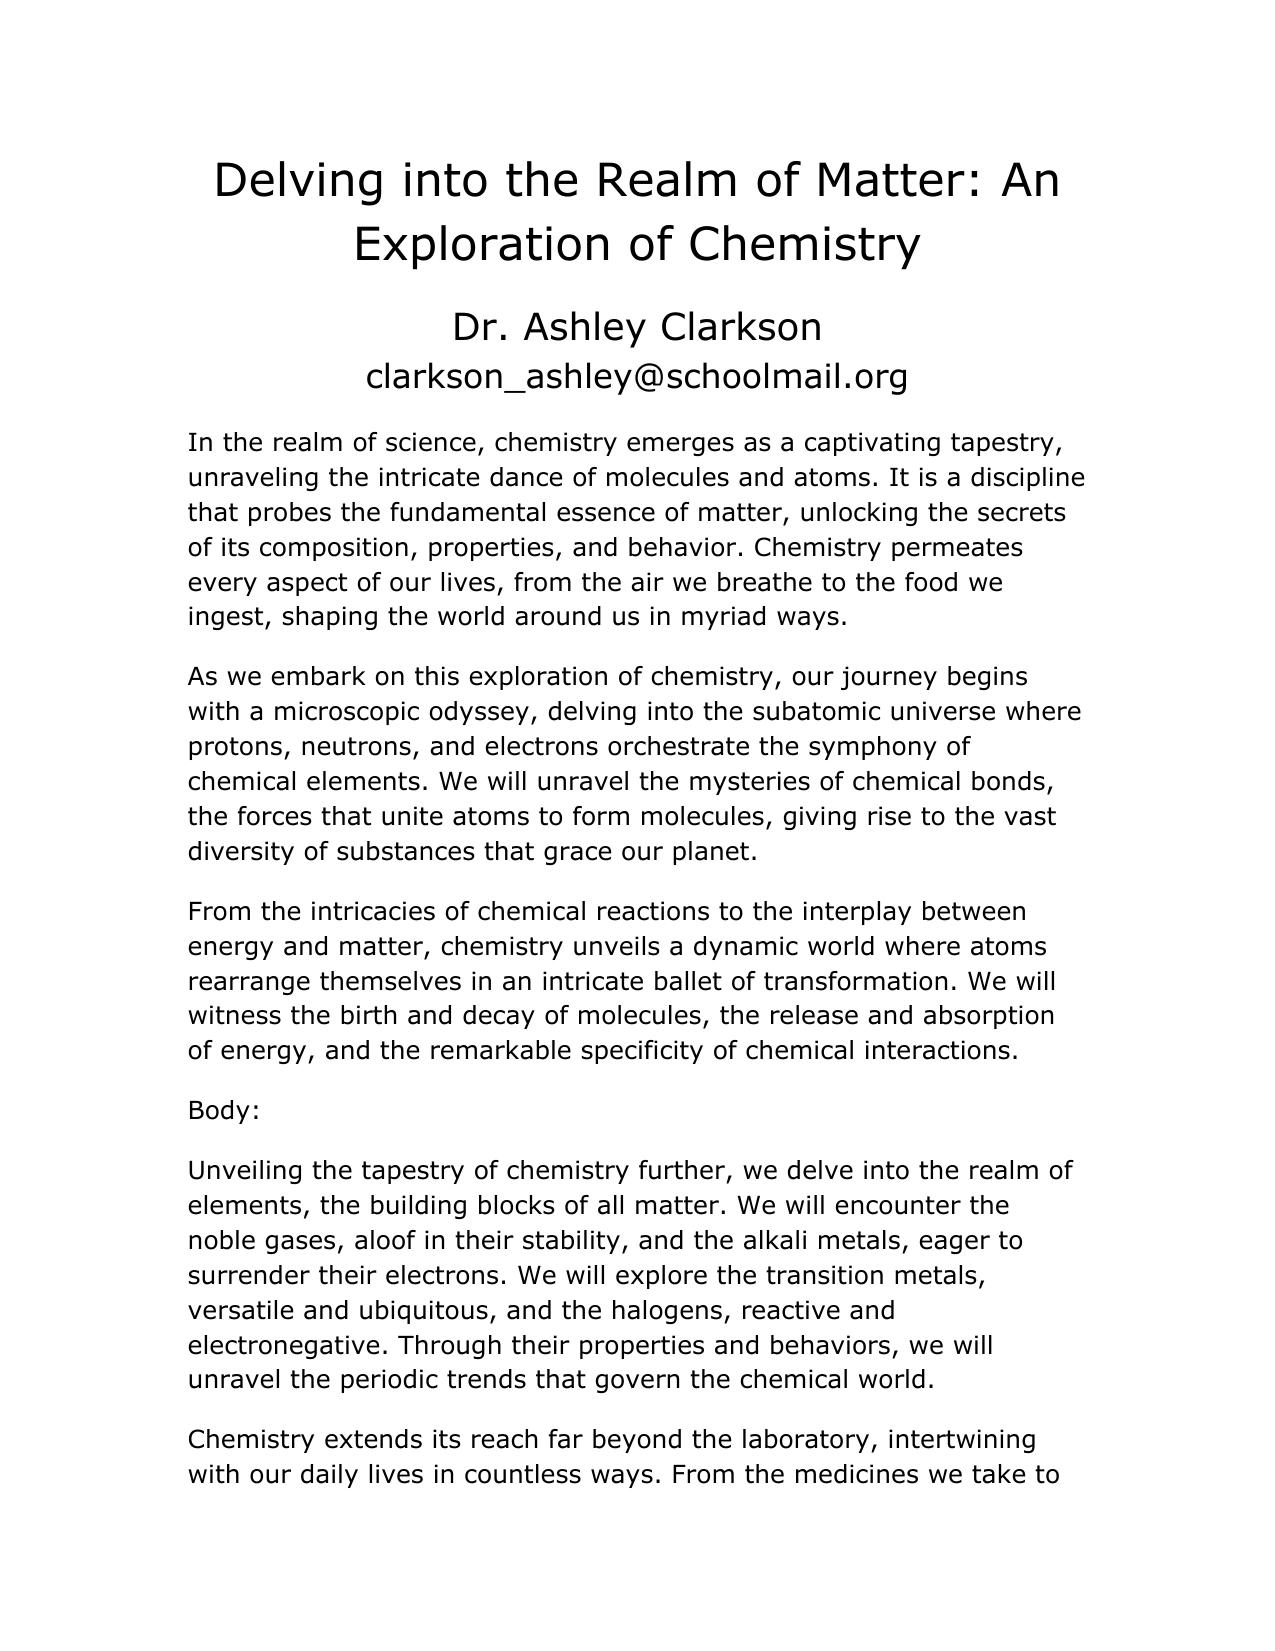 Delving into the Realm of Matter: An
Exploration of Chemistry
Dr. Ashley Clarkson
clarkson_ashley@schoolmail.org
In the realm of science, chemistry emerges as a captivating tapestry,
unraveling the intricate dance of molecules and atoms. It is a discipline
that probes the fundamental essence of matter, unlocking the secrets
of its composition, properties, and behavior. Chemistry permeates
every aspect of our lives, from the air we breathe to the food we
ingest, shaping the world around us in myriad ways.
As we embark on this exploration of chemistry, our journey begins
with a microscopic odyssey, delving into the subatomic universe where
protons, neutrons, and electrons orchestrate the symphony of
chemical elements. We will unravel the mysteries of chemical bonds,
the forces that unite atoms to form molecules, giving rise to the vast
diversity of substances that grace our planet.
From the intricacies of chemical reactions to the interplay between
energy and matter, chemistry unveils a dynamic world where atoms
rearrange themselves in an intricate ballet of transformation. We will
witness the birth and decay of molecules, the release and absorption
of energy, and the remarkable specificity of chemical interactions.
Body:
Unveiling the tapestry of chemistry further, we delve into the realm of
elements, the building blocks of all matter. We will encounter the
noble gases, aloof in their stability, and the alkali metals, eager to
surrender their electrons. We will explore the transition metals,
versatile and ubiquitous, and the halogens, reactive and
electronegative. Through their properties and behaviors, we will
unravel the periodic trends that govern the chemical world.
Chemistry extends its reach far beyond the laboratory, intertwining
with our daily lives in countless ways. From the medicines we take to